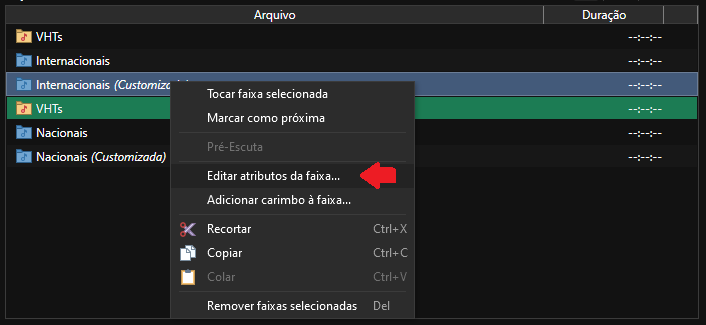 Arquivo Duração
VHTs --:--:--
Internacionais --:--:--
Internacionais (Customizada) --:--:--
Tocar faixa selecionada
VHTs --:--:--
Marcar como próxima
Nacionais --:--:--
Pré-Escuta
Nacionais (Customizada) --:--:--
Editar atributos da faixa...
Adicionar carimbo à faixa...
Recortar Ctrl+X
Copiar Ctrl+C
Colar Ctrl+V
Remover faixas selecionadas Del